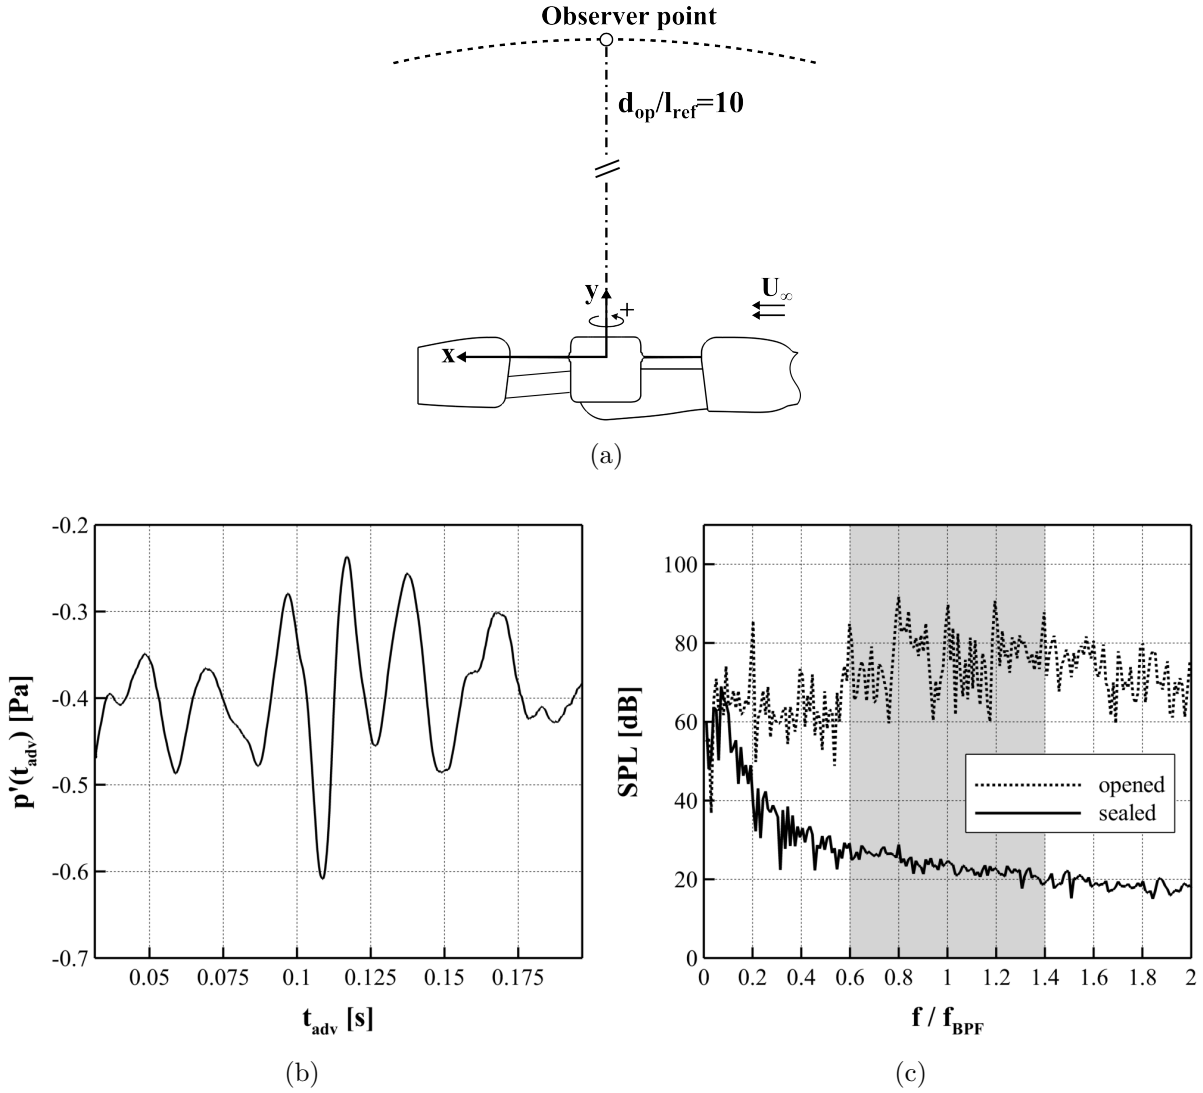 Observer point
d_op/l_ref=10
y
+
U_∞
x
(a)
-0.2
-0.3
-0.4
-0.5
-0.6
-0.7
p'(t_adv) [Pa]
0.05 0.075 0.1 0.125 0.15 0.175
t_adv [s]
(b)
100
80
60
40
20
0
SPL [dB]
opened
sealed
0 0.2 0.4 0.6 0.8 1 1.2 1.4 1.6 1.8 2
f / f_BPF
(c)